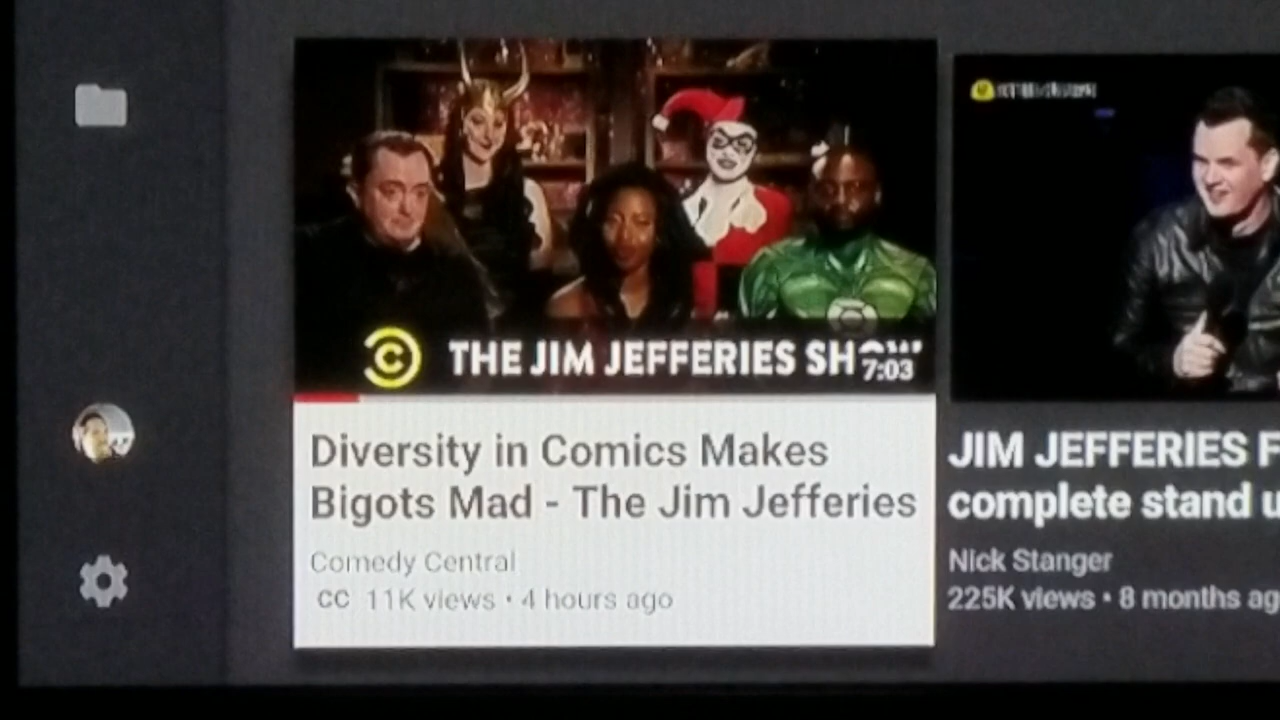 THE JIM JEFFERIES SHOW
7:03
Diversity in Comics Makes
Bigots Mad - The Jim Jefferies
Comedy Central
CC 11K views • 4 hours ago
JIM JEFFERIES F
complete stand u
Nick Stanger
225K views • 8 months ag